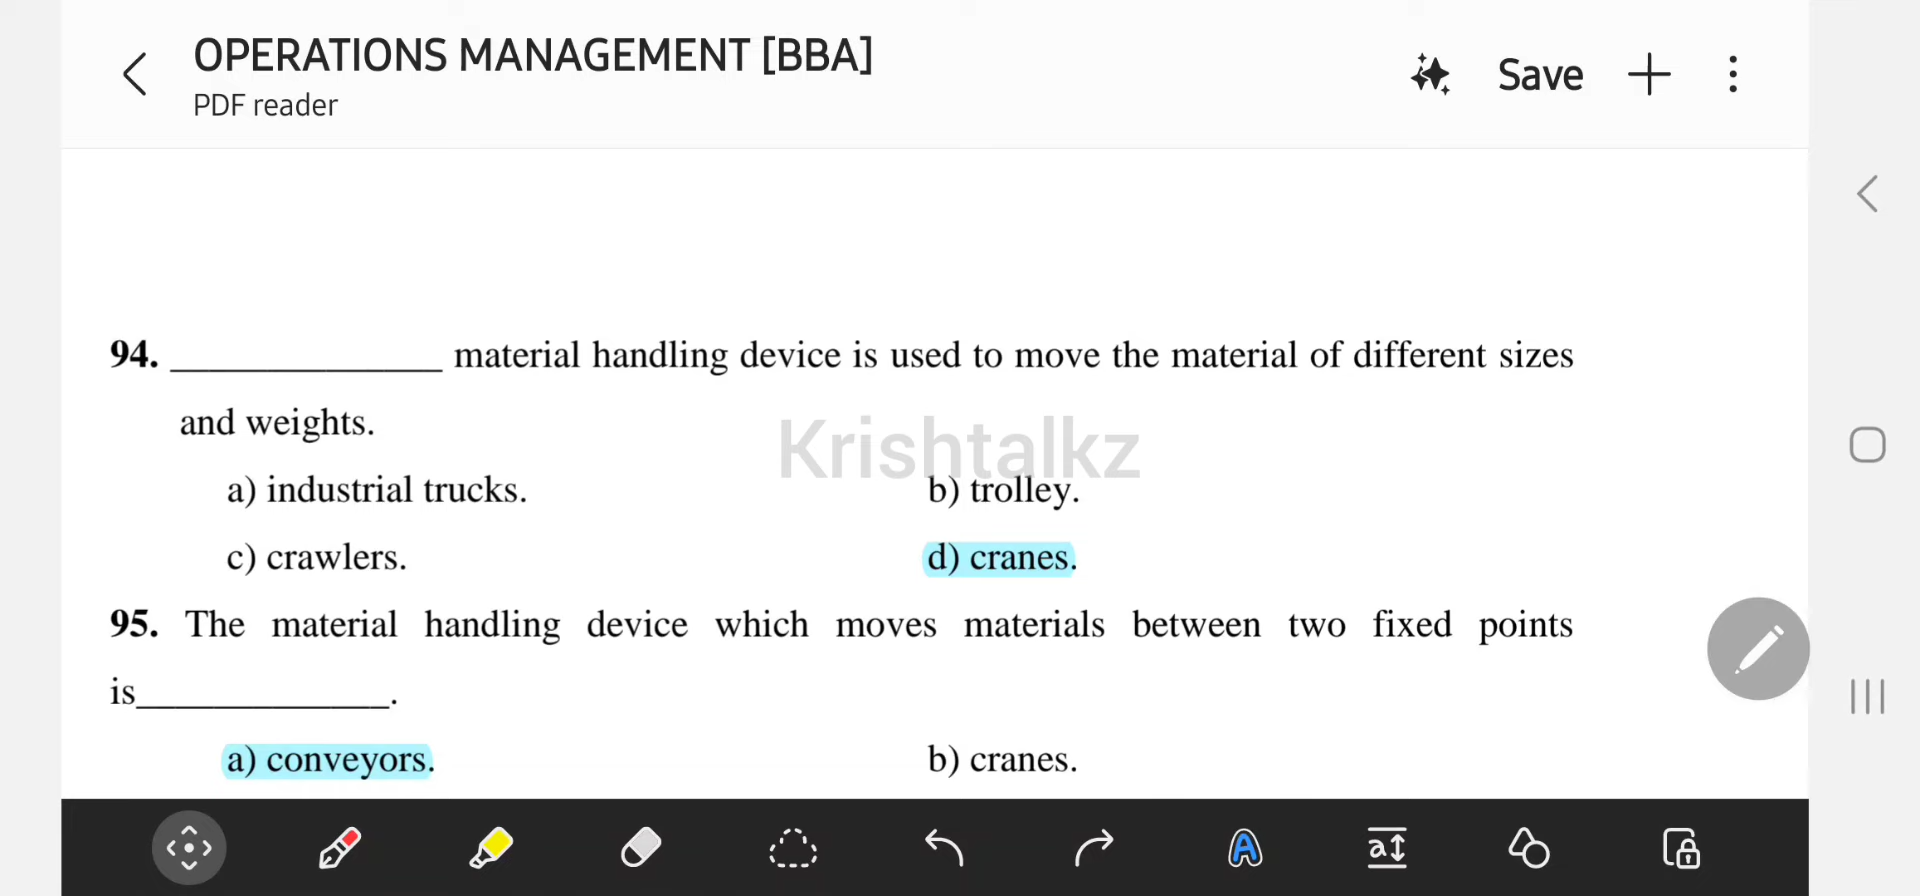 OPERATIONS MANAGEMENT [BBA]
PDF reader
Save
94. ______________ material handling device is used to move the material of different sizes
and weights.
Krishtalkz
a) industrial trucks.
b) trolley.
c) crawlers.
d) cranes.
95. The material handling device which moves materials between two fixed points
is_____________.
a) conveyors.
b) cranes.